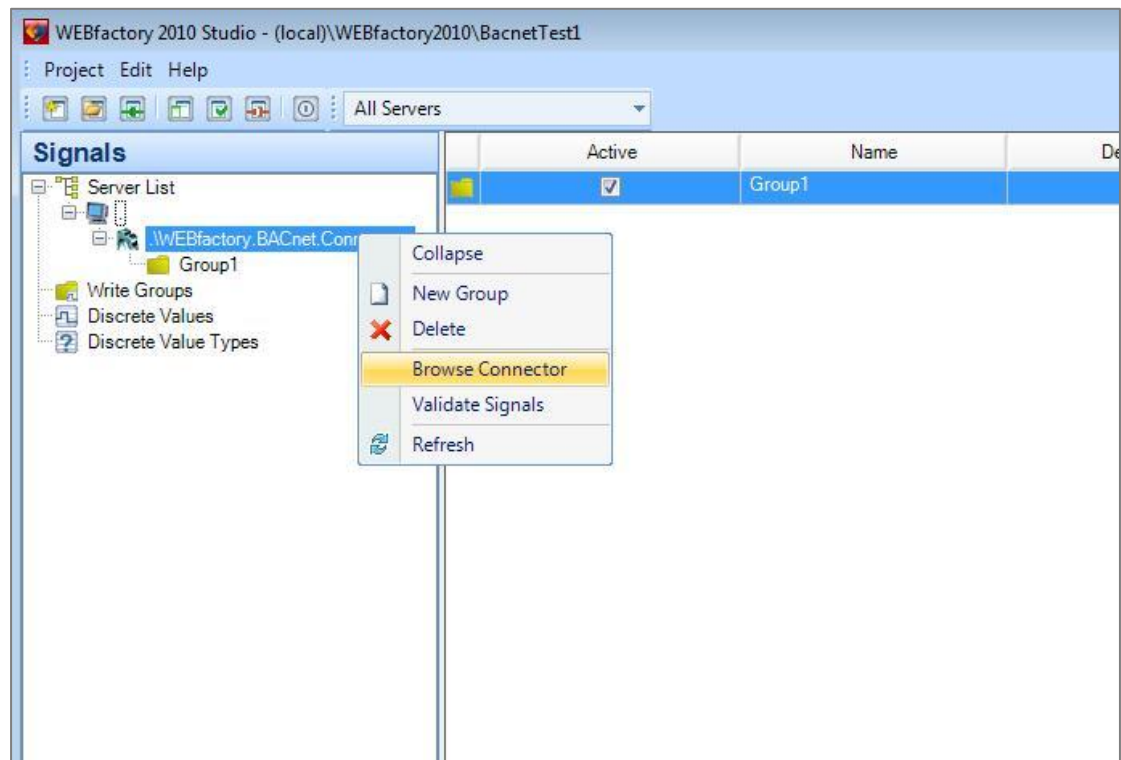 WEBfactory 2010 Studio - (local)\WEBfactory2010\BacnetTest1
Project Edit Help
All Servers
Signals
Active Name De
Server List
.
Group1
.\WEBfactory.BACnet.Conn
Group1
Write Groups
Discrete Values
Discrete Value Types
Collapse
New Group
Delete
Browse Connector
Validate Signals
Refresh